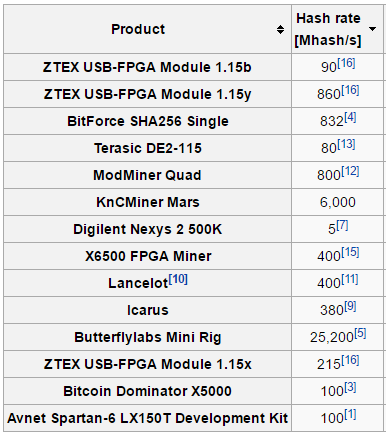 Product Hash rate
[Mhash/s]
ZTEX USB-FPGA Module 1.15b 90[16]
ZTEX USB-FPGA Module 1.15y 860[16]
BitForce SHA256 Single 832[4]
Terasic DE2-115 80[13]
ModMiner Quad 800[12]
KnCMiner Mars 6,000
Digilent Nexys 2 500K 5[7]
X6500 FPGA Miner 400[15]
Lancelot[10] 400[11]
Icarus 380[9]
Butterflylabs Mini Rig 25,200[5]
ZTEX USB-FPGA Module 1.15x 215[16]
Bitcoin Dominator X5000 100[3]
Avnet Spartan-6 LX150T Development Kit 100[1]